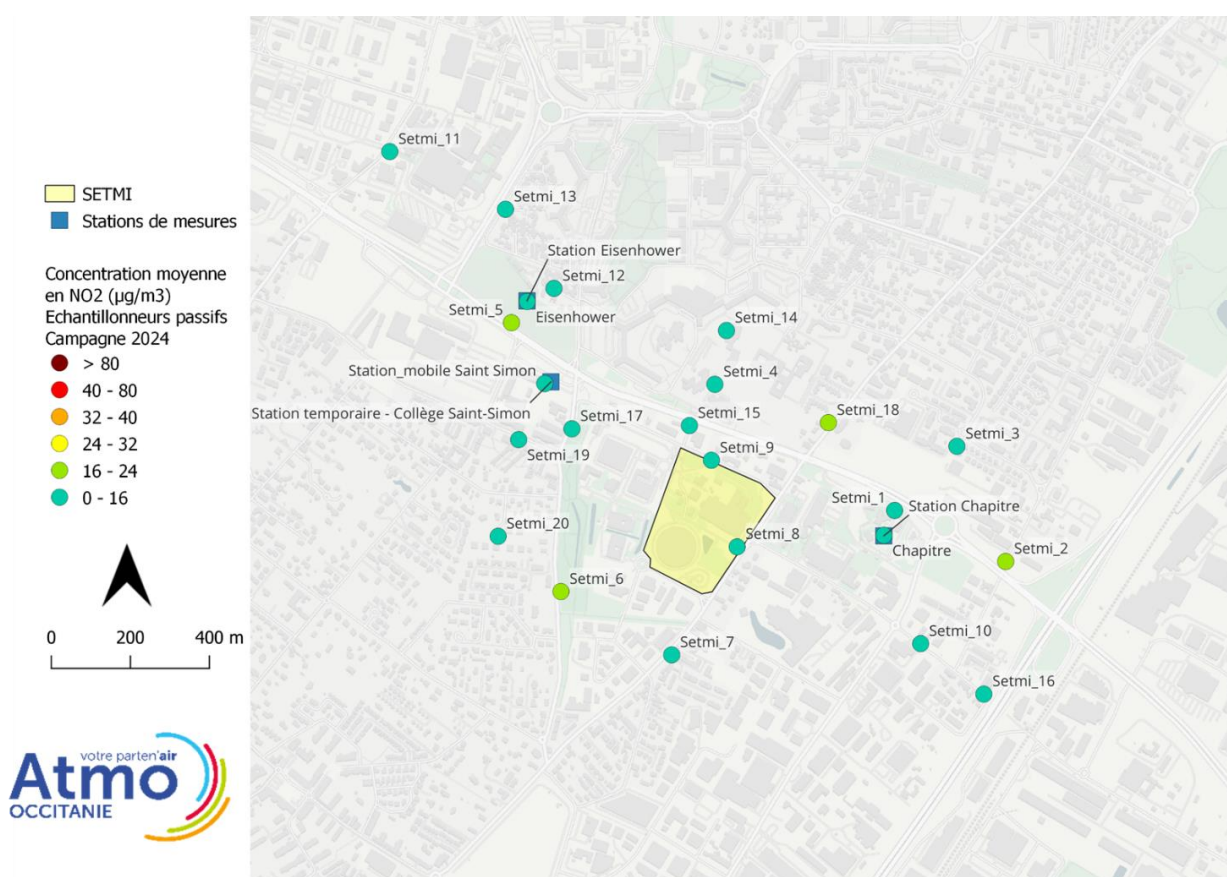 SETMI
Stations de mesures
Concentration moyenne
en NO2 (µg/m3)
Echantillonneurs passifs
Campagne 2024
> 80
40 - 80
32 - 40
24 - 32
16 - 24
0 - 16
0 200 400 m
votre parten'air
Atmo
OCCITANIE
Setmi_11
Setmi_13
Station Eisenhower
Setmi_12
Setmi_5
Eisenhower
Setmi_14
Station_mobile Saint Simon
Setmi_4
Station temporaire - Collège Saint-Simon
Setmi_17
Setmi_15
Setmi_18
Setmi_19
Setmi_9
Setmi_3
Setmi_1
Station Chapitre
Setmi_20
Setmi_8
Chapitre
Setmi_2
Setmi_6
Setmi_7
Setmi_10
Setmi_16